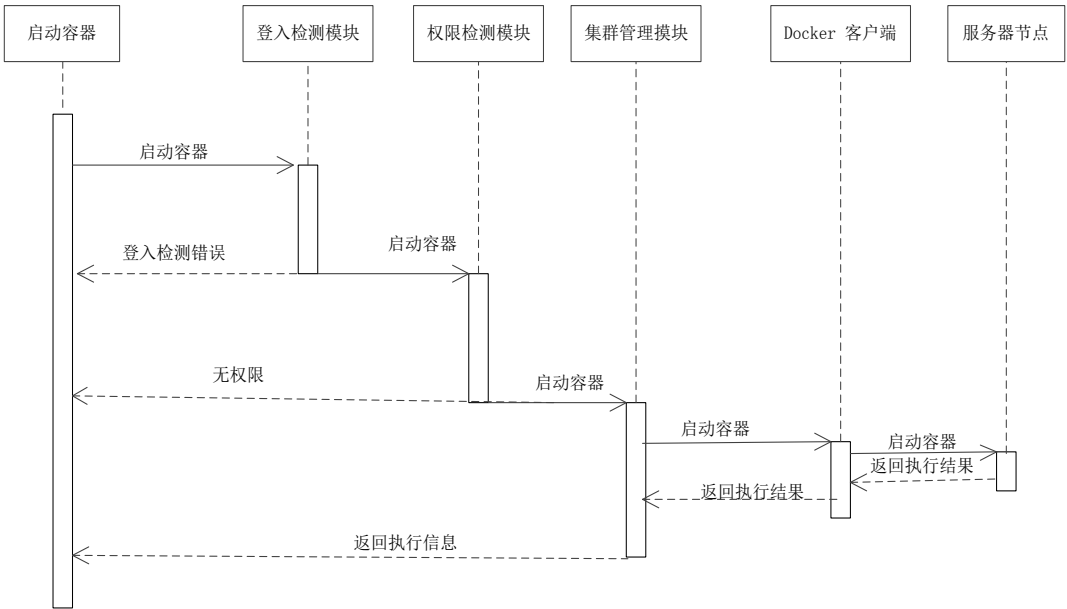 启动容器
登入检测模块
权限检测模块
集群管理摸块
Docker 客户端
服务器节点
启动容器
登入检测错误
启动容器
无权限
启动容器
启动容器
启动容器
返回执行结果
返回执行结果
返回执行信息